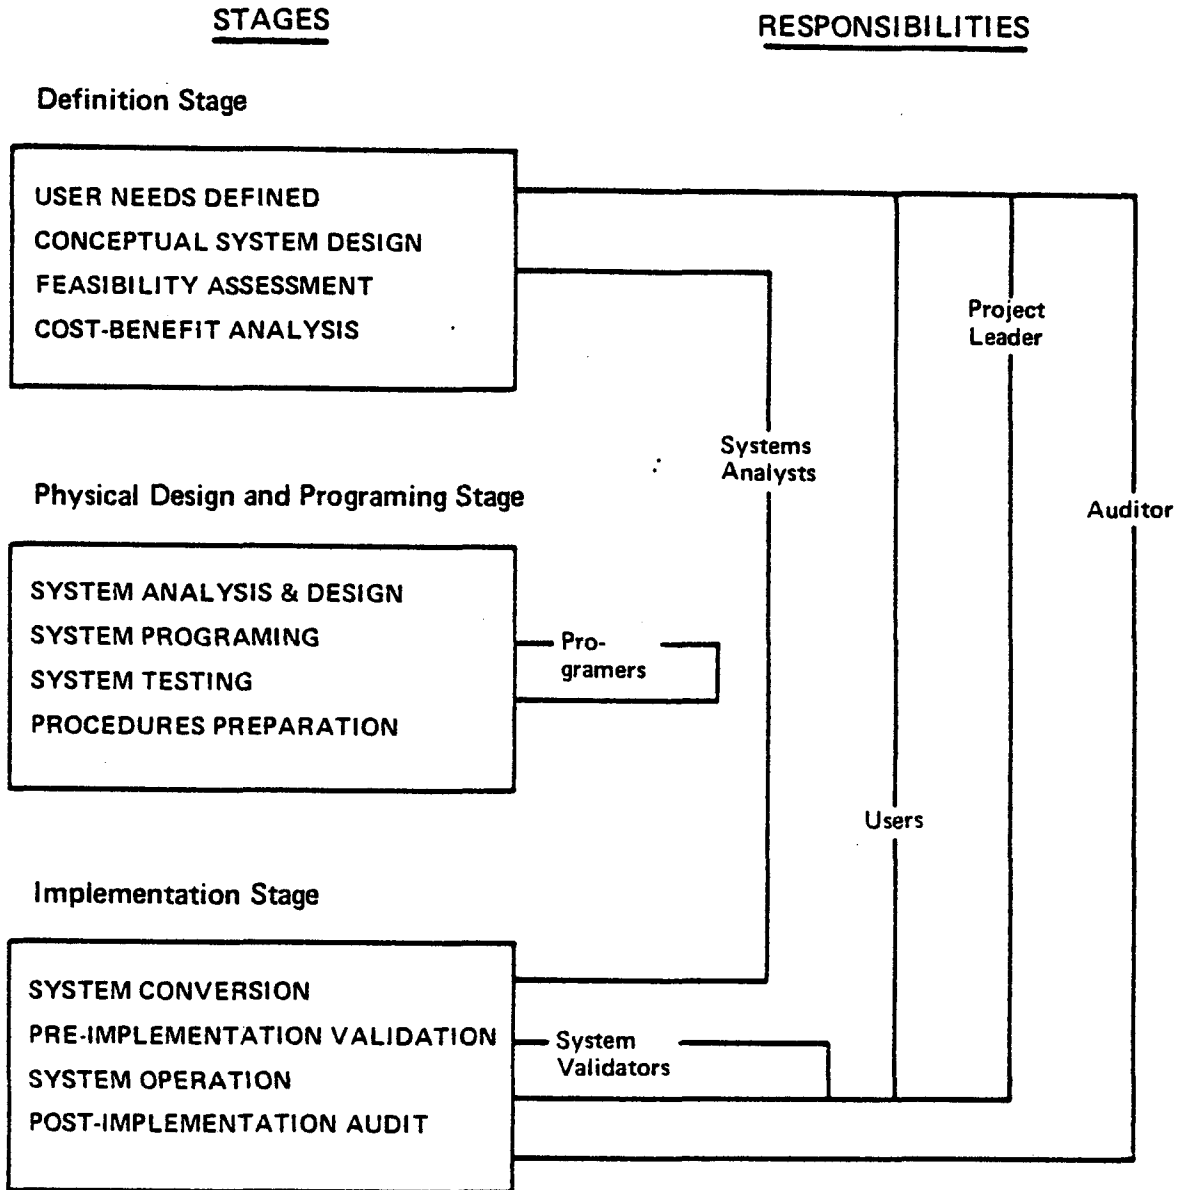 STAGES
RESPONSIBILITIES
Definition Stage
USER NEEDS DEFINED
CONCEPTUAL SYSTEM DESIGN
FEASIBILITY ASSESSMENT
COST-BENEFIT ANALYSIS
Project
Leader
Systems
Analysts
Auditor
Physical Design and Programing Stage
SYSTEM ANALYSIS & DESIGN
SYSTEM PROGRAMING
SYSTEM TESTING
PROCEDURES PREPARATION
Pro-
gramers
Users
Implementation Stage
SYSTEM CONVERSION
PRE-IMPLEMENTATION VALIDATION
SYSTEM OPERATION
POST-IMPLEMENTATION AUDIT
System
Validators